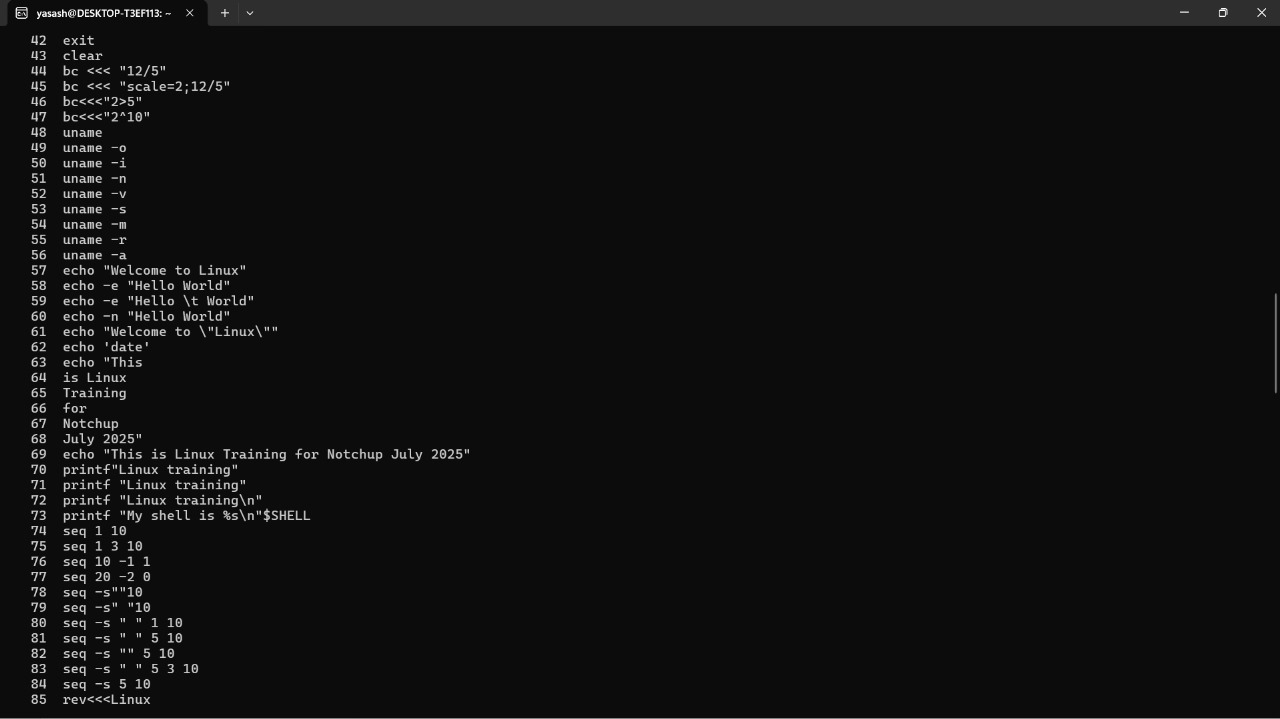 yasash@DESKTOP-T3EF113: ~
42 exit
43 clear
44 bc <<< "12/5"
45 bc <<< "scale=2;12/5"
46 bc<<<"2>5"
47 bc<<<"2^10"
48 uname
49 uname -o
50 uname -i
51 uname -n
52 uname -v
53 uname -s
54 uname -m
55 uname -r
56 uname -a
57 echo "Welcome to Linux"
58 echo -e "Hello World"
59 echo -e "Hello \t World"
60 echo -n "Hello World"
61 echo "Welcome to \"Linux\""
62 echo 'date'
63 echo "This
64 is Linux
65 Training
66 for
67 Notchup
68 July 2025"
69 echo "This is Linux Training for Notchup July 2025"
70 printf"Linux training"
71 printf "Linux training"
72 printf "Linux training\n"
73 printf "My shell is %s\n"$SHELL
74 seq 1 10
75 seq 1 3 10
76 seq 10 -1 1
77 seq 20 -2 0
78 seq -s""10
79 seq -s" "10
80 seq -s " " 1 10
81 seq -s " " 5 10
82 seq -s "" 5 10
83 seq -s " " 5 3 10
84 seq -s 5 10
85 rev<<<Linux